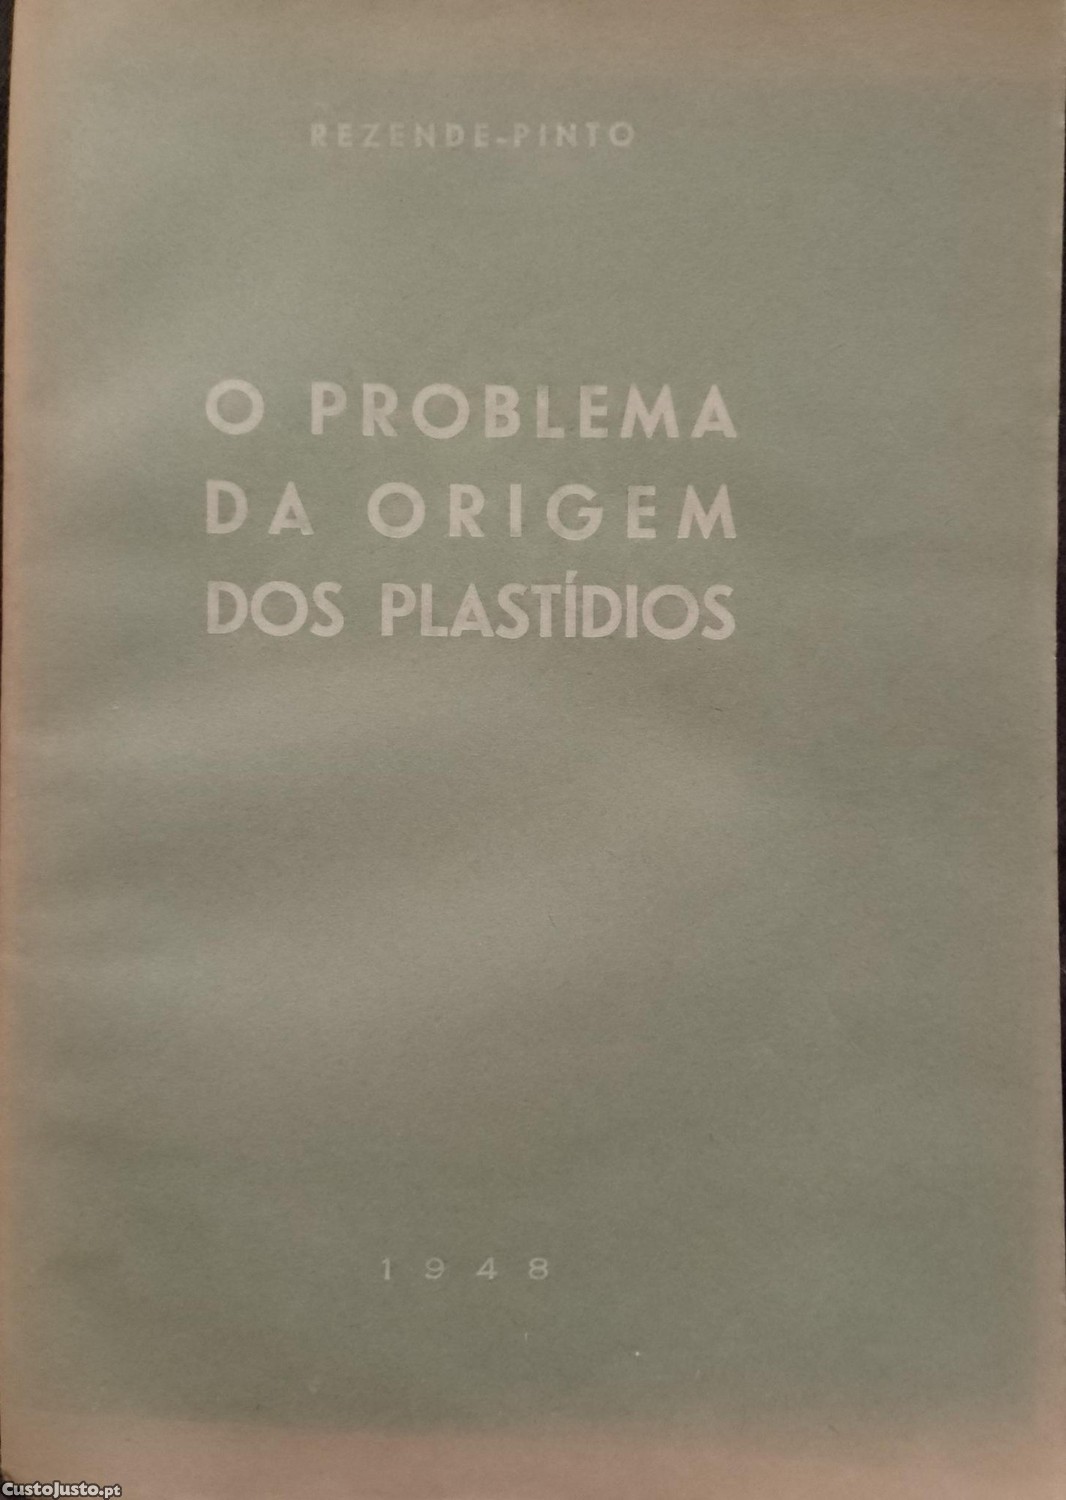 REZENDE-PINTO
O PROBLEMA
DA ORIGEM
DOS PLASTÍDIOS
1948
CustoJusto.pt